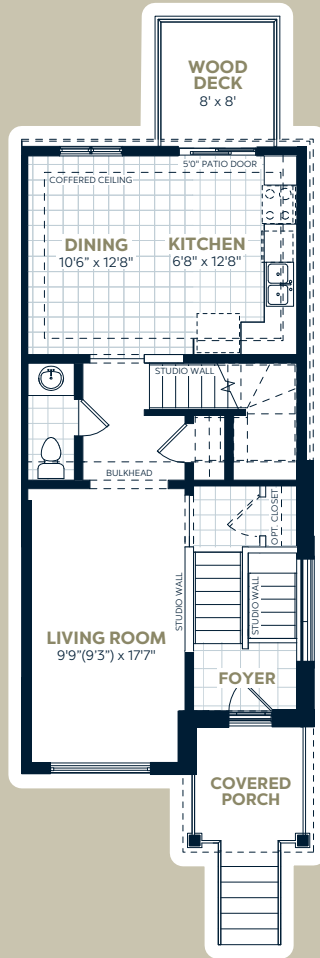 WOOD
DECK
8' x 8'
5'0" PATIO DOOR
COFFERED CEILING
DINING
10'6" x 12'8"
KITCHEN
6'8" x 12'8"
STUDIO WALL
BULKHEAD
OPT. CLOSET
STUDIO WALL
STUDIO WALL
LIVING ROOM
9'9"(9'3") x 17'7"
FOYER
COVERED
PORCH